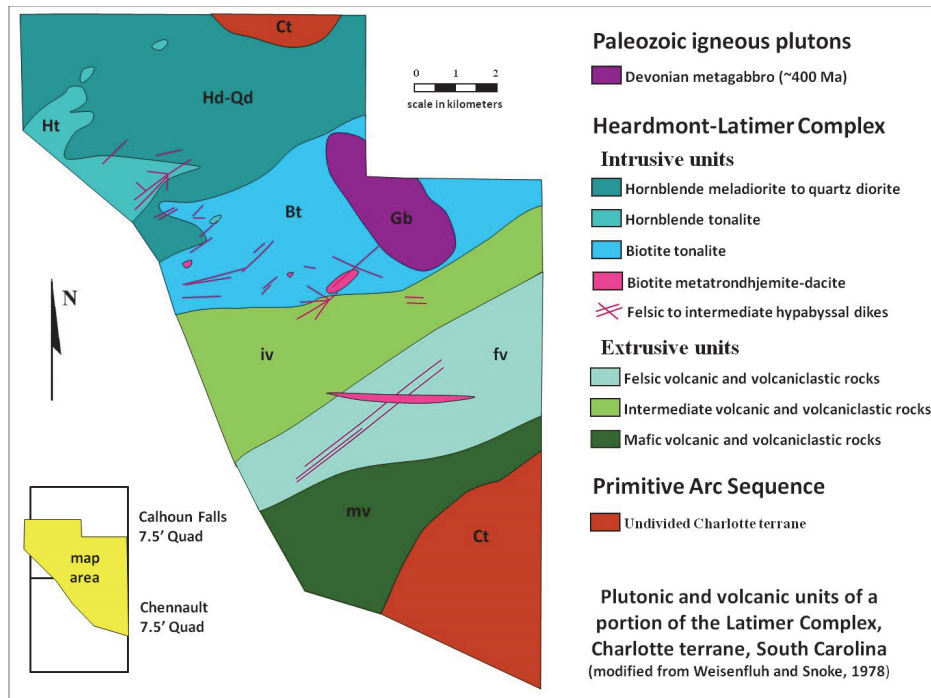 Ct
Hd-Qd
Ht
Bt
Gb
iv
fv
mv
Ct
0 1 2
scale in kilometers
N
Calhoun Falls
7.5’ Quad
map
area
Chennault
7.5’ Quad
Paleozoic igneous plutons
Devonian metagabbro (~400 Ma)
Heardmont-Latimer Complex
Intrusive units
Hornblende meladiorite to quartz diorite
Hornblende tonalite
Biotite tonalite
Biotite metatrondhjemite-dacite
Felsic to intermediate hypabyssal dikes
Extrusive units
Felsic volcanic and volcaniclastic rocks
Intermediate volcanic and volcaniclastic rocks
Mafic volcanic and volcaniclastic rocks
Primitive Arc Sequence
Undivided Charlotte terrane
Plutonic and volcanic units of a
portion of the Latimer Complex,
Charlotte terrane, South Carolina
(modified from Weisenfluh and Snoke, 1978)